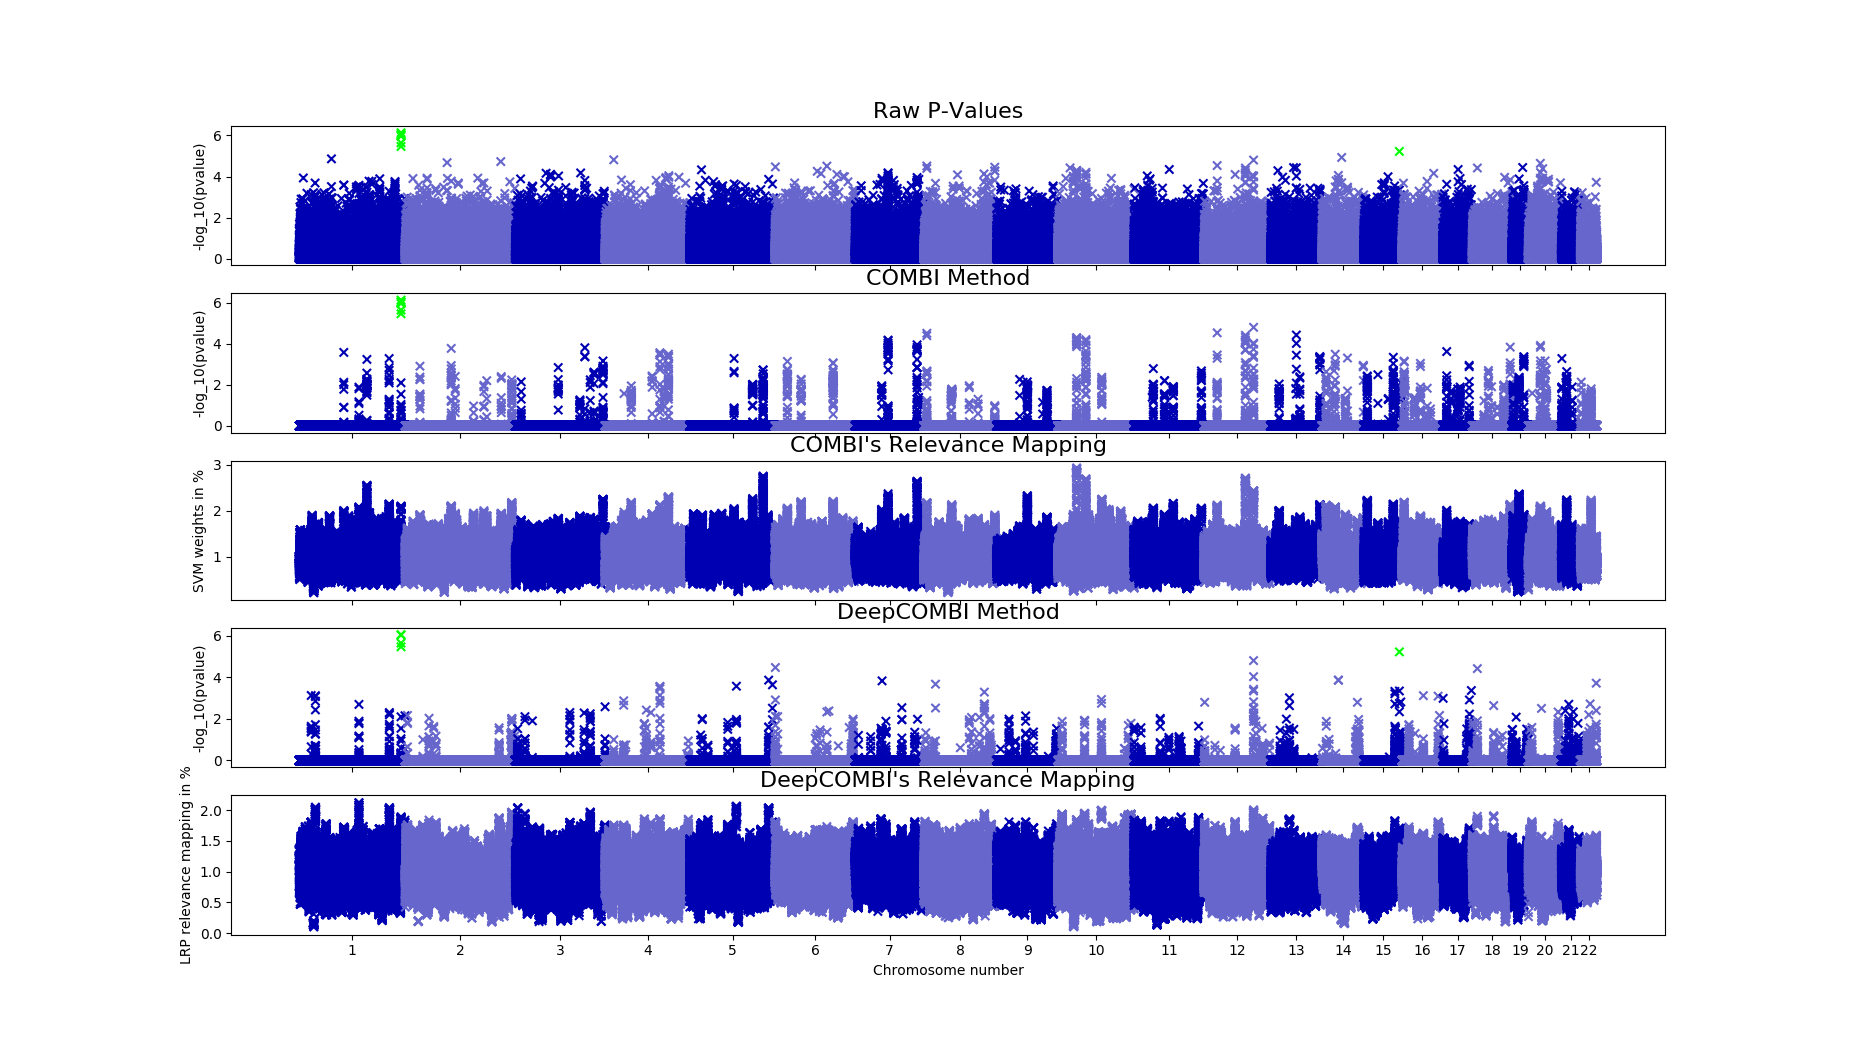 Raw P-Values
-log_10(pvalue)
6
4
2
0
COMBI Method
-log_10(pvalue)
6
4
2
0
COMBI's Relevance Mapping
SVM weights in %
3
2
1
DeepCOMBI Method
-log_10(pvalue)
6
4
2
0
DeepCOMBI's Relevance Mapping
LRP relevance mapping in %
2.0
1.5
1.0
0.5
0.0
1 2 3 4 5 6 7 8 9 10 11 12 13 14 15 16 17 18 19 20 21 22
Chromosome number